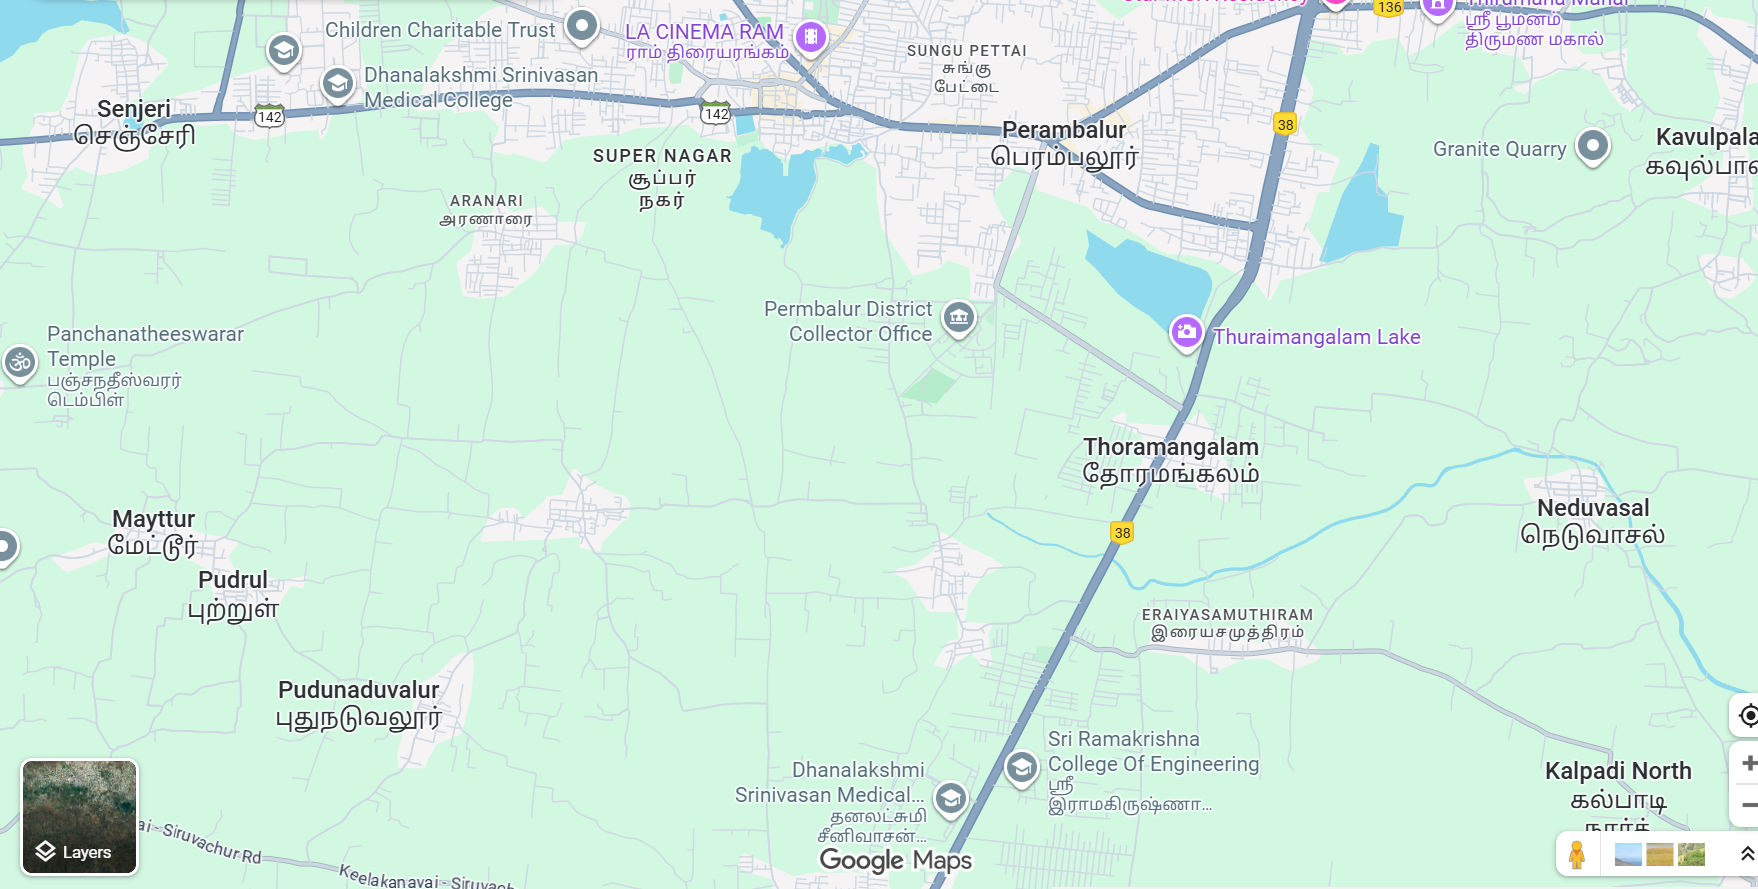 Children Charitable Trust
LA CINEMA RAM
ராம் திரையரங்கம்
SUNGU PETTAI
சுங்கு
பேட்டை
136
ஸ்ரீ பூமனம்
திருமண மகால்
Dhanalakshmi Srinivasan
Medical College
Senjeri
செஞ்சேரி
142
142
Perambalur
பெரம்பலூர்
38
Granite Quarry
SUPER NAGAR
சூப்பர்
நகர்
ARANARI
அரணாரை
Permbalur District
Collector Office
Thuraimangalam Lake
Panchanatheeswarar
Temple
பஞ்சநதீஸ்வரர்
டெம்பிள்
Thoramangalam
தோரமங்கலம்
Mayttur
மேட்டூர்
38
Neduvasal
நெடுவாசல்
Pudrul
புற்றுள்
ERAIYASAMUTHIRAM
இரையசமுத்திரம்
Pudunaduvalur
புதுநடுவலூர்
Sri Ramakrishna
College Of Engineering
ஸ்ரீ
இராமகிருஷ்ணா...
Dhanalakshmi
Srinivasan Medical...
தனலட்சுமி
சீனிவாசன்...
Kalpadi North
கல்பாடி
நார்த்
ai - Siruvachur Rd
Layers
Google Maps
Keelakanavai - Siruvach